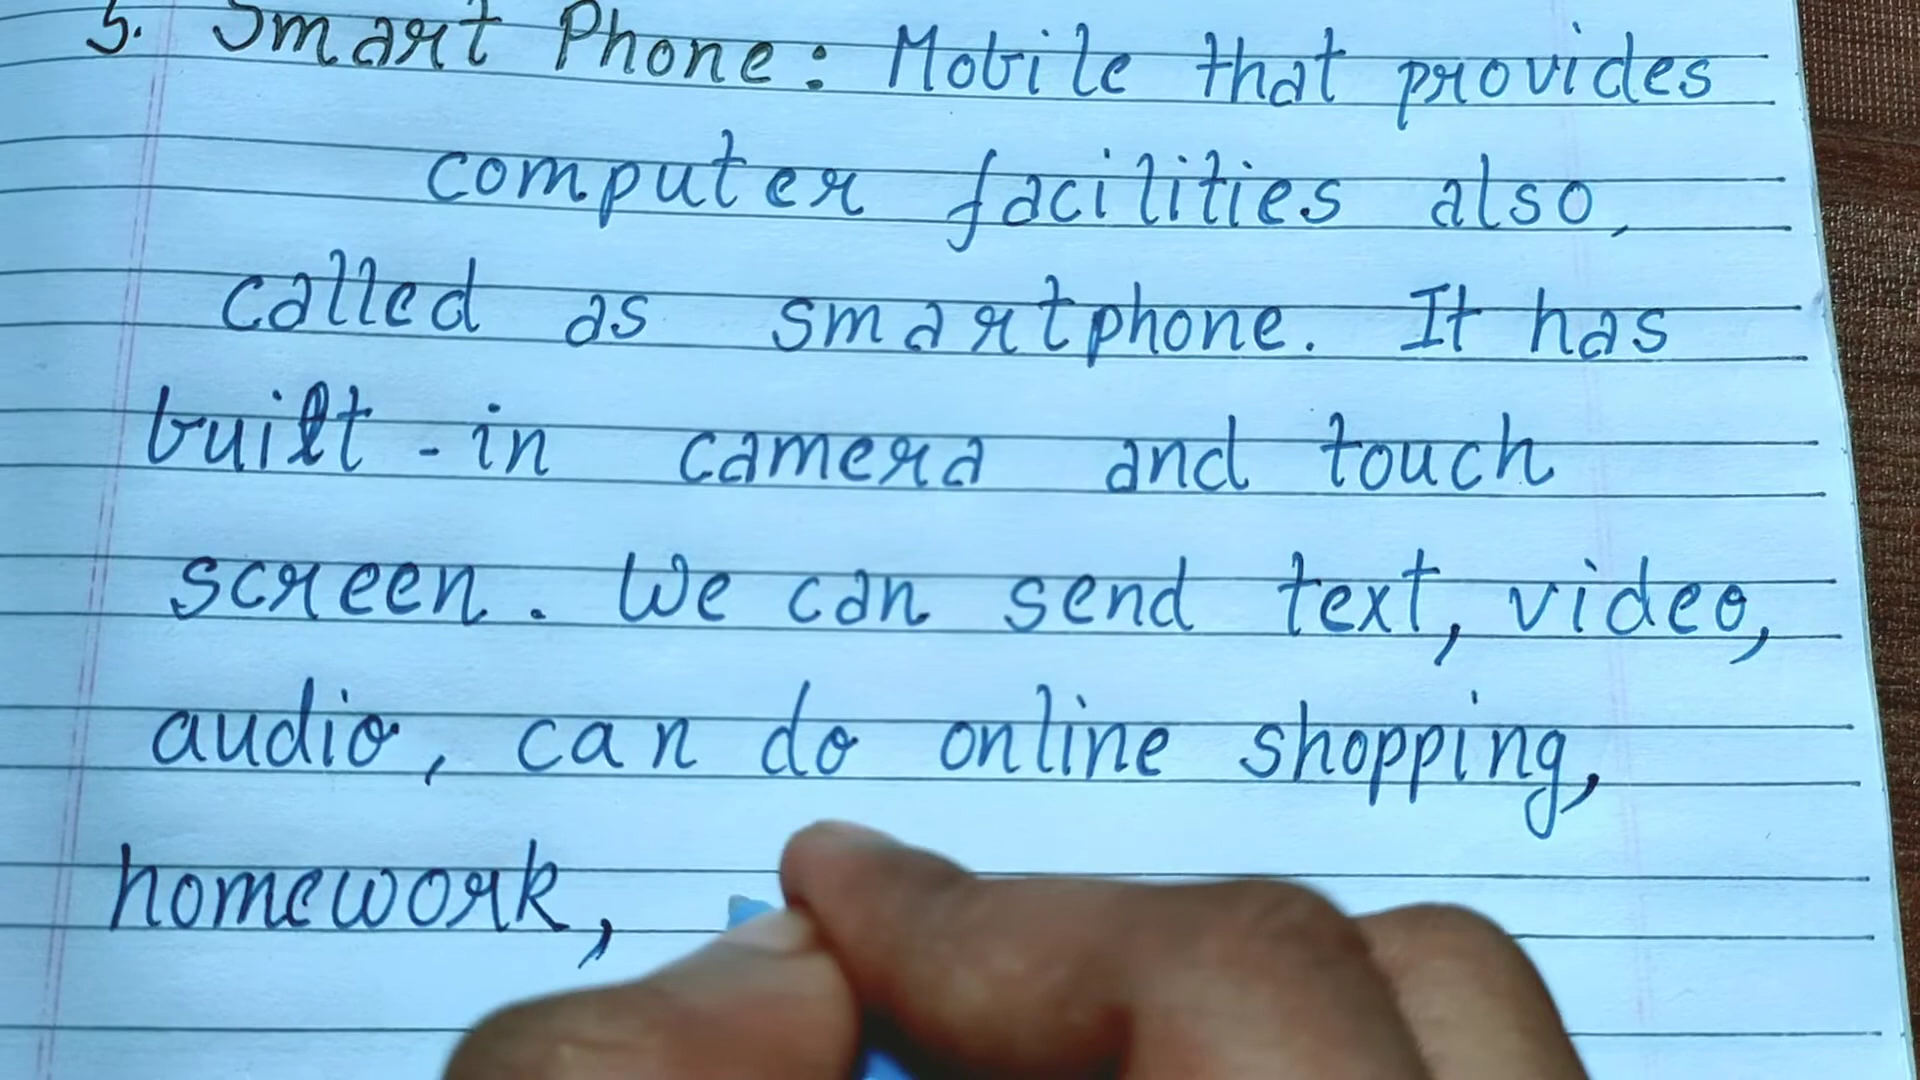 5. Smart Phone: Mobile that provides
computer facilities also,
called as smartphone. It has
built-in camera and touch
screen. We can send text, video,
audio, can do online shopping,
homework,